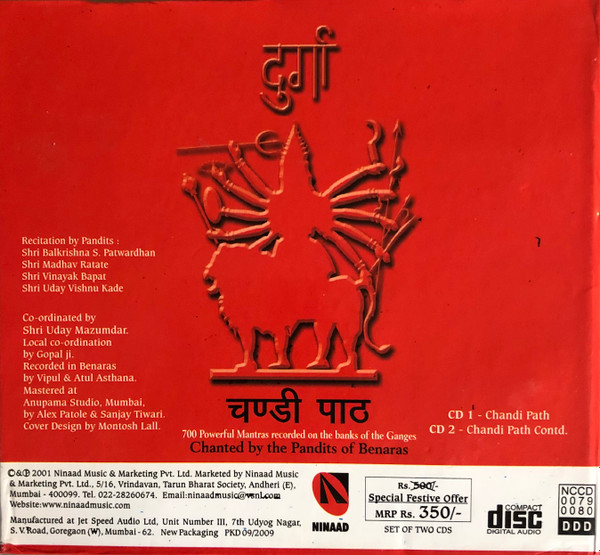 दुर्गा
Recitation by Pandits :
Shri Balkrishna S. Patwardhan
Shri Madhav Ratate
Shri Vinayak Bapat
Shri Uday Vishnu Kade
Co-ordinated by
Shri Uday Mazumdar.
Local co-ordination
by Gopal ji.
Recorded in Benaras
by Vipul & Atul Asthana.
Mastered at
Anupama Studio, Mumbai,
by Alex Patole & Sanjay Tiwari.
Cover Design by Montosh Lall.
चण्डी पाठ
700 Powerful Mantras recorded on the banks of the Ganges
Chanted by the Pandits of Benaras
CD 1 - Chandi Path
CD 2 - Chandi Path Contd.
©&℗ 2001 Ninaad Music & Marketing Pvt. Ltd. Marketed by Ninaad Music
& Marketing Pvt. Ltd., 5/16, Vrindavan, Tarun Bharat Society, Andheri (E),
Mumbai - 400099. Tel. 022-28260674. Email:ninaadmusic@vsnl.com
Website:www.ninaadmusic.com
Manufactured at Jet Speed Audio Ltd, Unit Number III, 7th Udyog Nagar,
S. V. Road, Goregaon (W), Mumbai - 62. New Packaging PKD 09/2009
NINAAD
Rs. 500/-
Special Festive Offer
MRP Rs. 350/-
SET OF TWO CDS
COMPACT
disc
DIGITAL AUDIO
NCCD
0079
0080
DDD